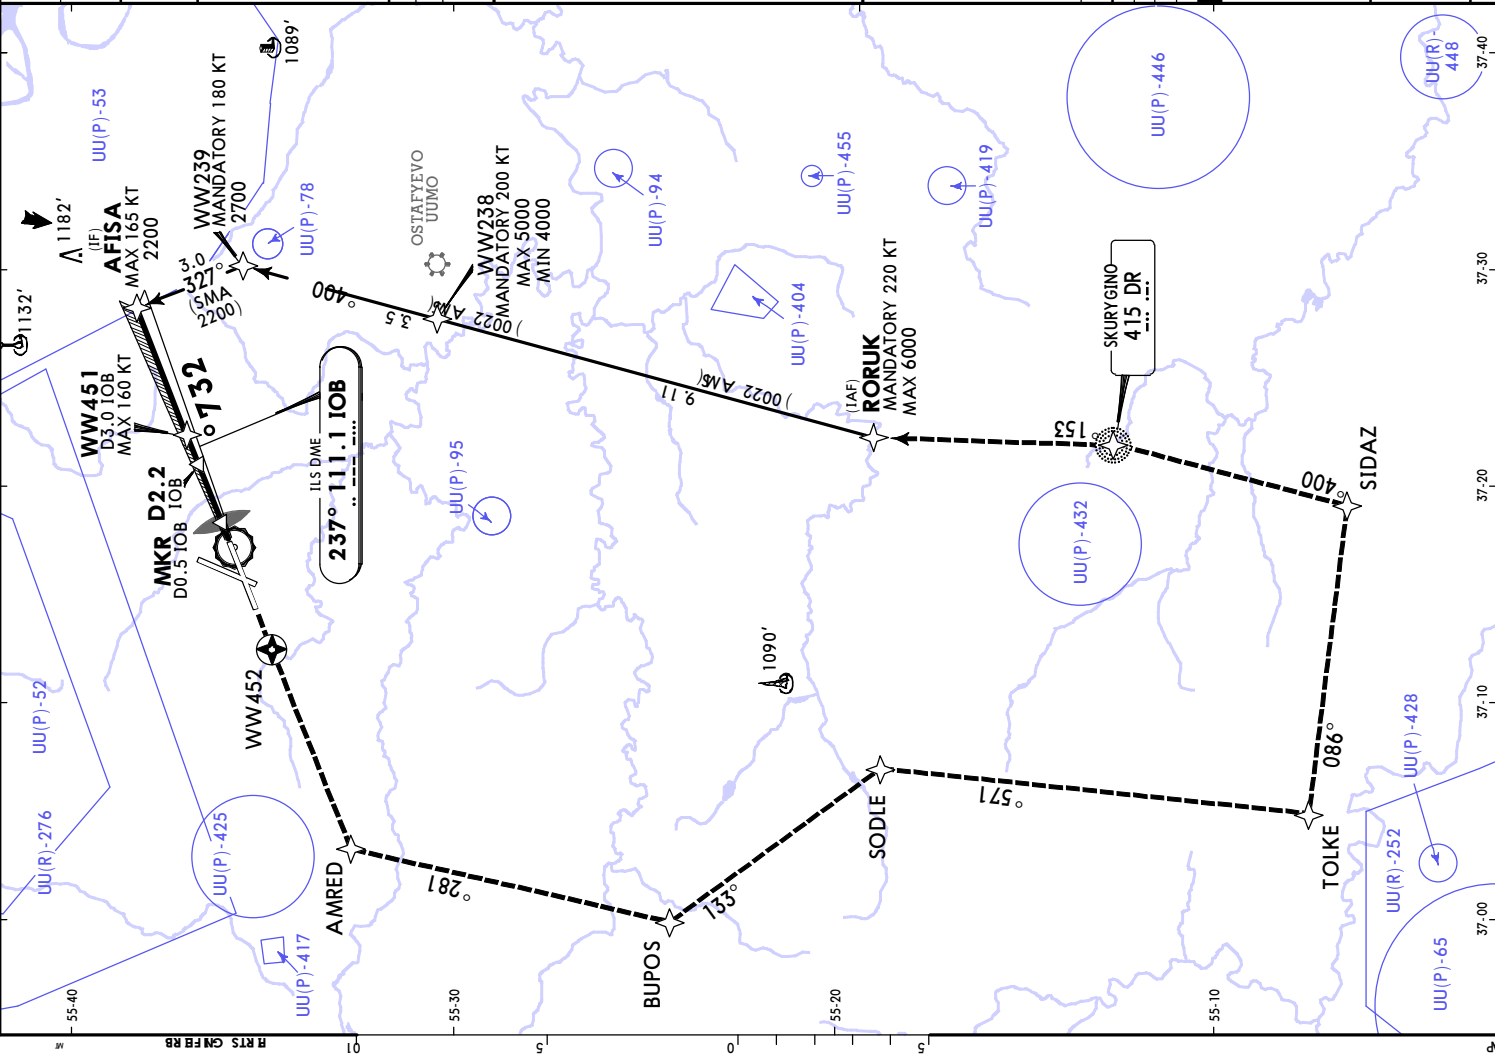 UU(P)-53
1089'
WW239
MANDATORY 180 KT
2700
UU(P)-78
1182'
(IF)
AFISA
MAX 165 KT
2200
1132'
3.0
327°
(SMA
2200)
OSTAFYEVO
UUMO
WW238
MANDATORY 200 KT
MAX 5000
MIN 4000
400°
3.5
UU(P)-94
UU(P)-455
UU(P)-419
UU(P)-446
UU(R)-
448
37-40
37-30
37-20
37-10
37-00
UU(P)-404
9.11
(IAF)
RORUK
MANDATORY 220 KT
MAX 6000
SKURYGINO
415 DR
153°
400°
SIDAZ
UU(P)-432
WW451
D3.0 IOB
MAX 160 KT
732°
D2.2
IOB
MKR
D0.5 IOB
ILS DME
237° 111.1 IOB
UU(P)-95
WW452
1090'
UU(P)-52
UU(R)-276
UU(P)-425
UU(P)-417
AMRED
281°
BUPOS
133°
SODLE
571°
TOLKE
086°
UU(P)-428
UU(R)-252
UU(P)-65
55-40
55-30
55-20
55-10
10
5
0
5